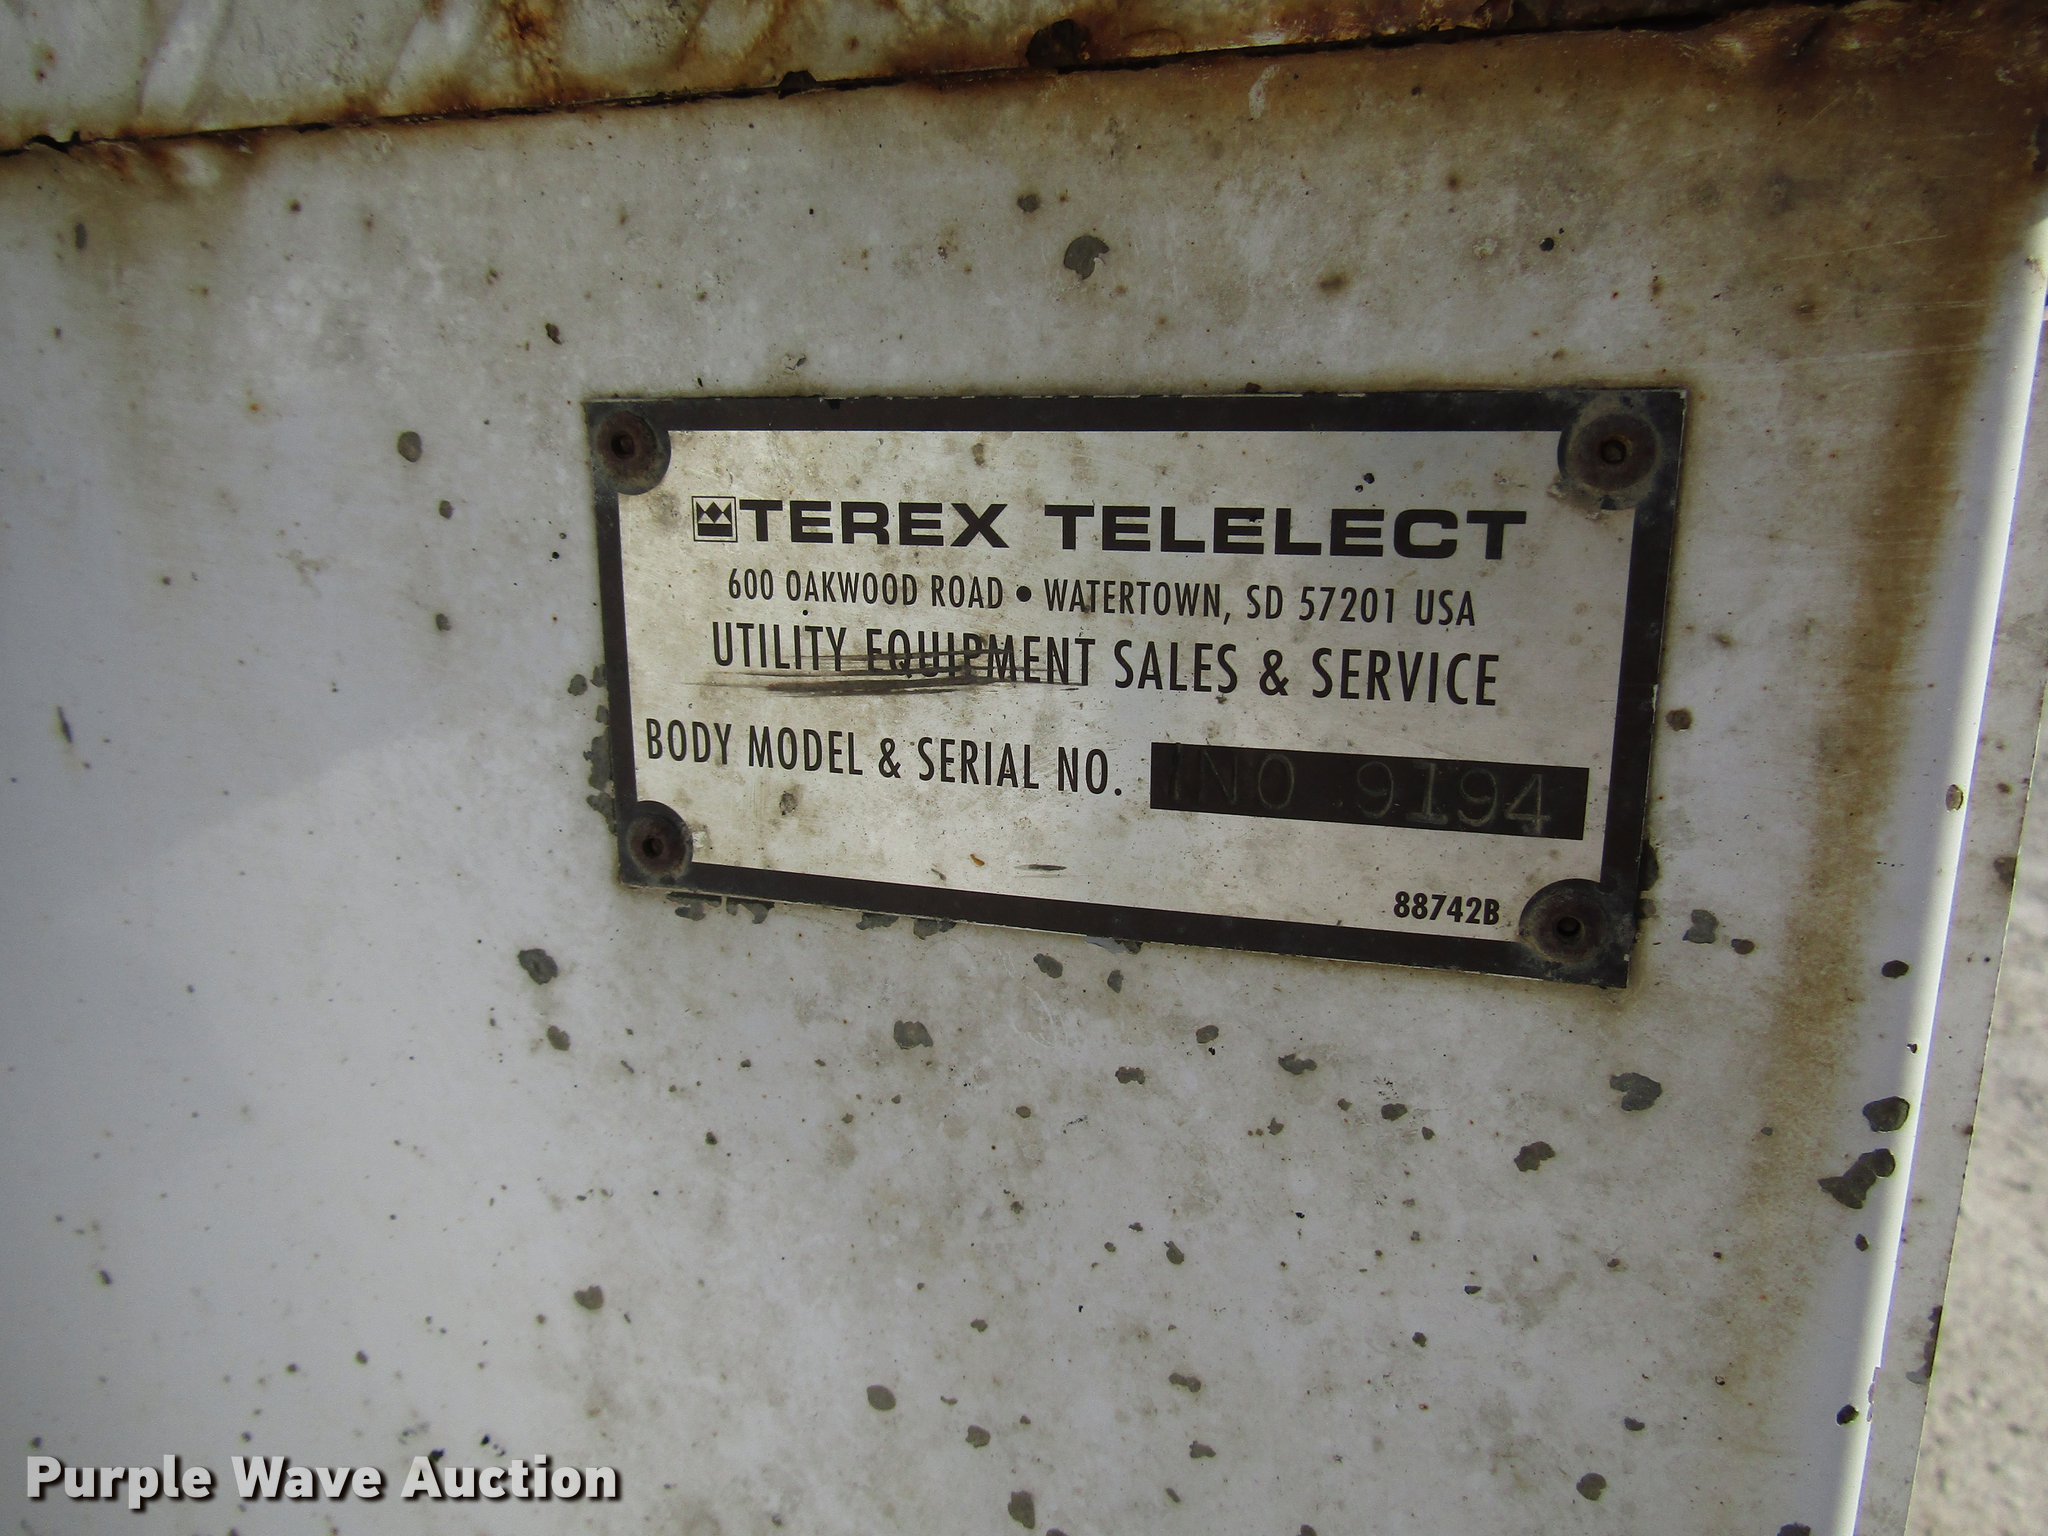 TEREX TELELECT
600 OAKWOOD ROAD • WATERTOWN, SD 57201 USA
UTILITY EQUIPMENT SALES & SERVICE
BODY MODEL & SERIAL NO. INO 9194
88742B
Purple Wave Auction